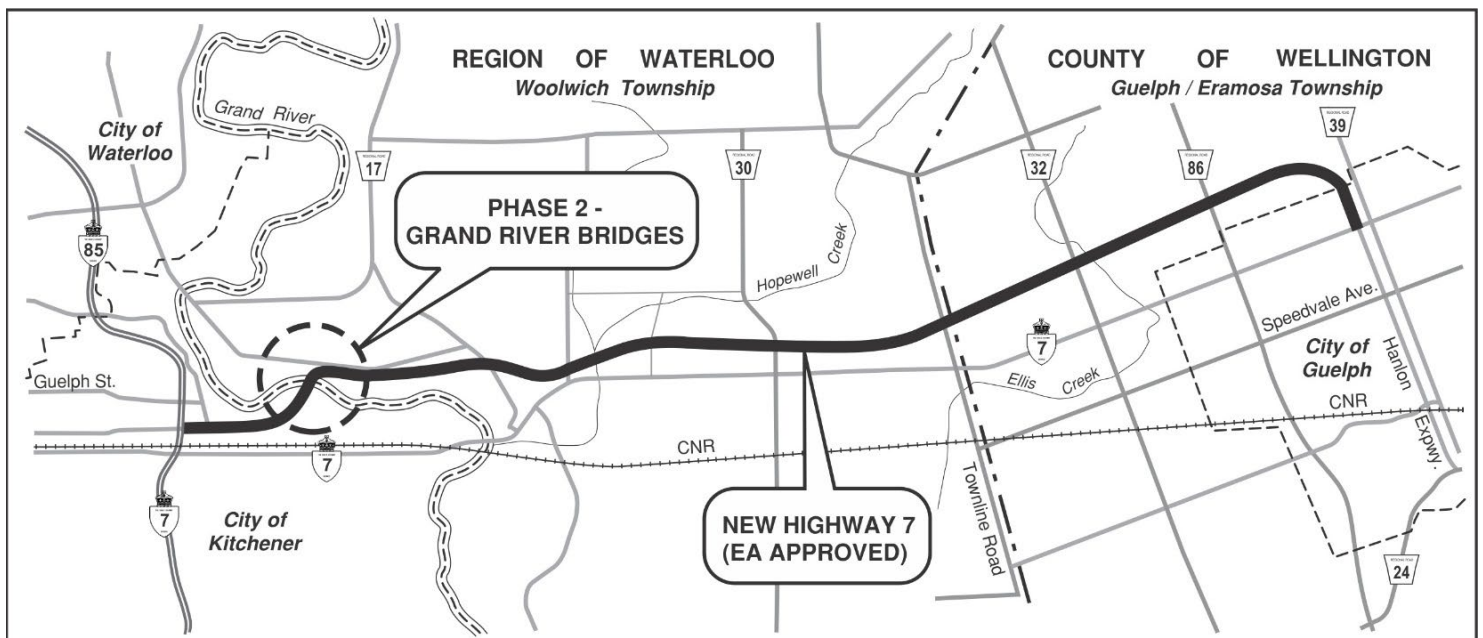 REGION OF WATERLOO
Woolwich Township
COUNTY OF WELLINGTON
Guelph / Eramosa Township
City of
Waterloo
Grand River
17
30
32
86
39
85
PHASE 2 -
GRAND RIVER BRIDGES
Hopewell
Creek
Guelph St.
7
Ellis
Creek
Speedvale Ave.
City of
Guelph
Hanlon
Expwy.
CNR
CNR
7
7
City of
Kitchener
NEW HIGHWAY 7
(EA APPROVED)
Townline Road
24